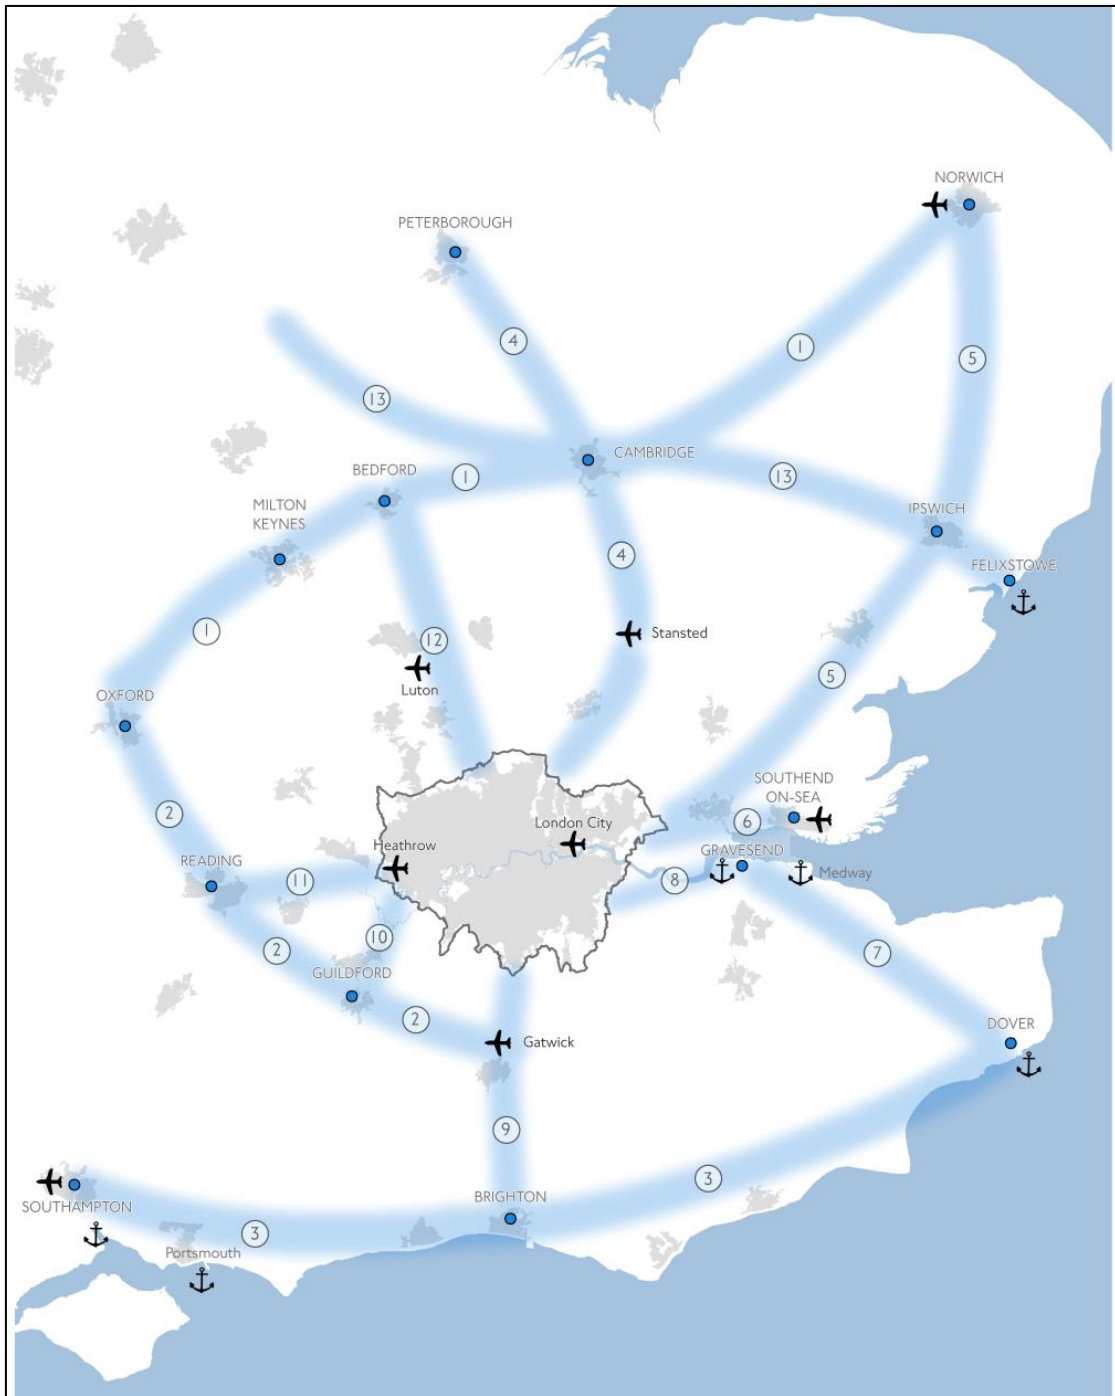 NORWICH
PETERBOROUGH
4
1
5
13
CAMBRIDGE
BEDFORD
1
13
MILTON
KEYNES
IPSWICH
4
FELIXSTOWE
1
12
Stansted
Luton
5
OXFORD
SOUTHEND
ON-SEA
2
6
London City
Heathrow
GRAVESEND
READING
11
8
Medway
10
2
7
GUILDFORD
2
Gatwick
DOVER
9
3
BRIGHTON
SOUTHAMPTON
3
Portsmouth